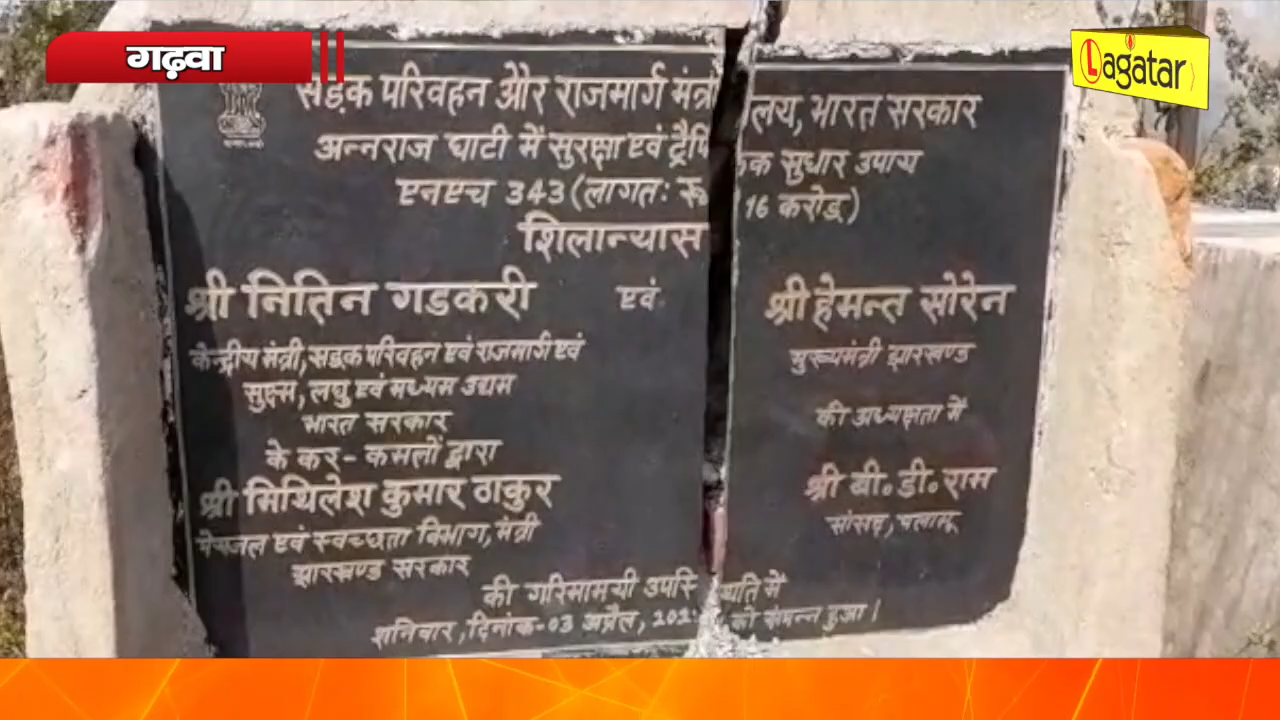 गढ़वा
Lagatar
सड़क परिवहन और राजमार्ग मंत्रालय, भारत सरकार
अन्नराज घाटी में सुरक्षा एवं ट्रैफिक सुधार उपाय
एनएच 343 (लागतः रू 16 करोड़)
शिलान्यास
श्री नितिन गडकरी एवं श्री हेमन्त सोरेन
केन्द्रीय मंत्री, सड़क परिवहन एवं राजमार्ग एवं मुख्यमंत्री झारखण्ड
सुक्ष्म, लघु एवं मध्यम उद्यम
भारत सरकार की अध्यक्षता में
के कर-कमलों द्वारा
श्री मिथिलेश कुमार ठाकुर श्री बी॰ डी॰ राम
पेयजल एवं स्वच्छता विभाग, मंत्री सांसद, पलामू
झारखण्ड सरकार
की गरिमामयी उपस्थिति में
शनिवार, दिनांक-03 अप्रैल, को संपन्न हुआ।